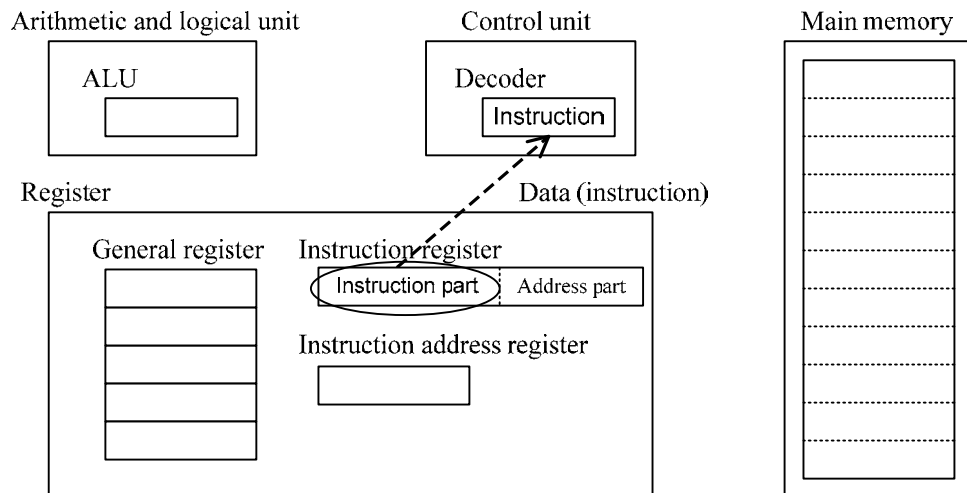 Arithmetic and logical unit
Control unit
Main memory
ALU
Decoder
Instruction
Register
Data (instruction)
General register
Instruction register
Instruction part
Address part
Instruction address register